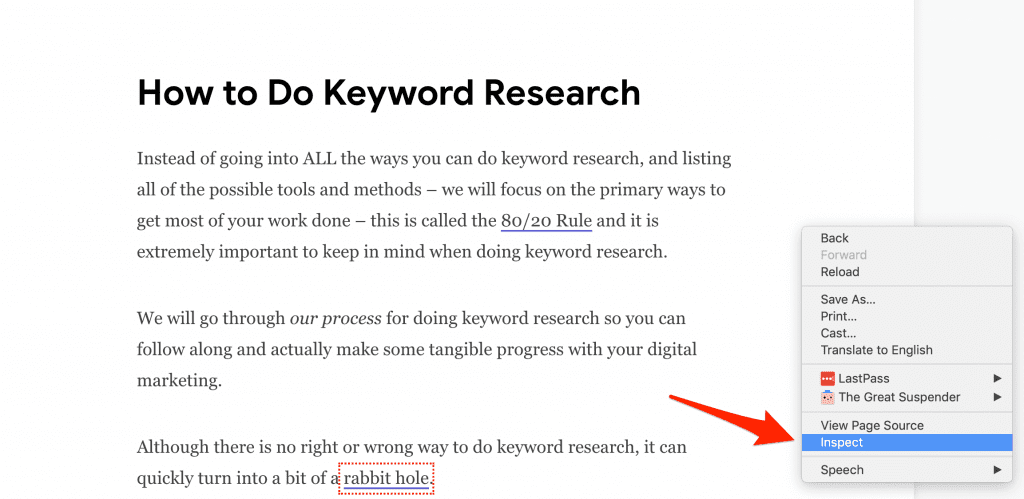 How to Do Keyword Research
Instead of going into ALL the ways you can do keyword research, and listing
all of the possible tools and methods – we will focus on the primary ways to
get most of your work done – this is called the 80/20 Rule and it is
extremely important to keep in mind when doing keyword research.
We will go through our process for doing keyword research so you can
follow along and actually make some tangible progress with your digital
marketing.
Although there is no right or wrong way to do keyword research, it can
quickly turn into a bit of a rabbit hole.
Back
Forward
Reload
Save As...
Print...
Cast...
Translate to English
LastPass
The Great Suspender
View Page Source
Inspect
Speech